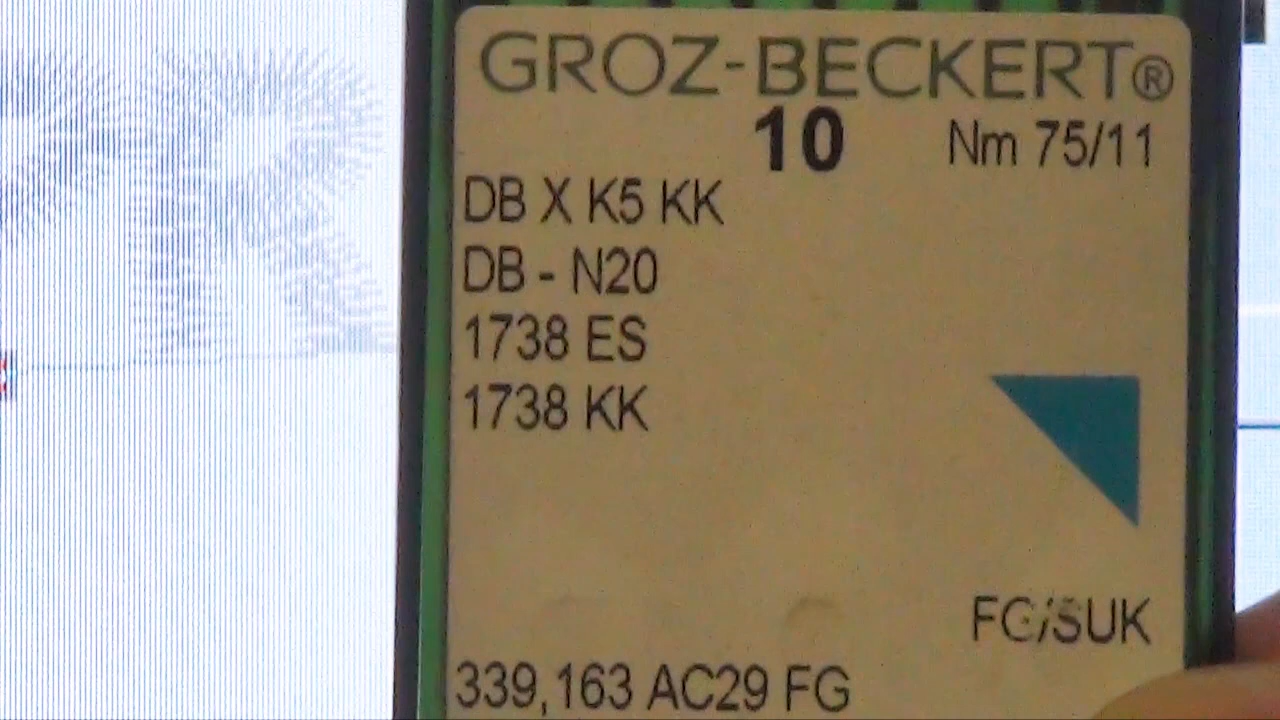 GROZ-BECKERT®
10 Nm 75/11
DB X K5 KK
DB - N20
1738 ES
1738 KK
FG/SUK
339,163 AC29 FG